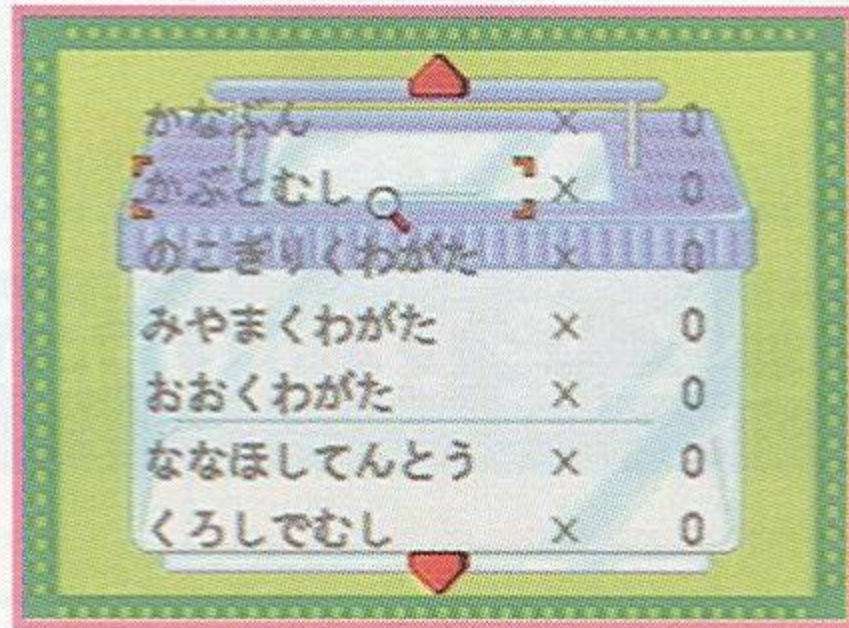 かなぶん × 0
かぶとむし × 0
のこぎりくわがた × 0
みやまくわがた × 0
おおくわがた × 0
ななほしてんとう × 0
くろしでむし × 0